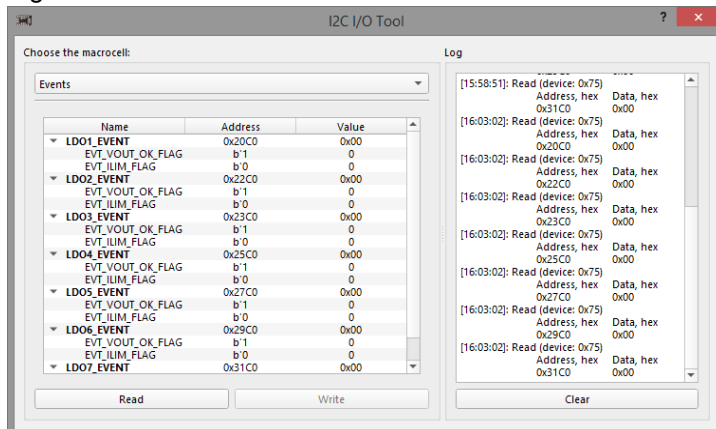 I2C I/O Tool
?
×
Choose the macrocell:
Events
Name Address Value
LDO1_EVENT 0x20C0 0x00
EVT_VOUT_OK_FLAG b'1 0
EVT_ILIM_FLAG b'0 0
LDO2_EVENT 0x22C0 0x00
EVT_VOUT_OK_FLAG b'1 0
EVT_ILIM_FLAG b'0 0
LDO3_EVENT 0x23C0 0x00
EVT_VOUT_OK_FLAG b'1 0
EVT_ILIM_FLAG b'0 0
LDO4_EVENT 0x25C0 0x00
EVT_VOUT_OK_FLAG b'1 0
EVT_ILIM_FLAG b'0 0
LDO5_EVENT 0x27C0 0x00
EVT_VOUT_OK_FLAG b'1 0
EVT_ILIM_FLAG b'0 0
LDO6_EVENT 0x29C0 0x00
EVT_VOUT_OK_FLAG b'1 0
EVT_ILIM_FLAG b'0 0
LDO7_EVENT 0x31C0 0x00
Read Write
Log
[15:58:51]: Read (device: 0x75)
Address, hex Data, hex
0x31C0 0x00
[16:03:02]: Read (device: 0x75)
Address, hex Data, hex
0x20C0 0x00
[16:03:02]: Read (device: 0x75)
Address, hex Data, hex
0x22C0 0x00
[16:03:02]: Read (device: 0x75)
Address, hex Data, hex
0x23C0 0x00
[16:03:02]: Read (device: 0x75)
Address, hex Data, hex
0x25C0 0x00
[16:03:02]: Read (device: 0x75)
Address, hex Data, hex
0x27C0 0x00
[16:03:02]: Read (device: 0x75)
Address, hex Data, hex
0x29C0 0x00
[16:03:02]: Read (device: 0x75)
Address, hex Data, hex
0x31C0 0x00
Clear